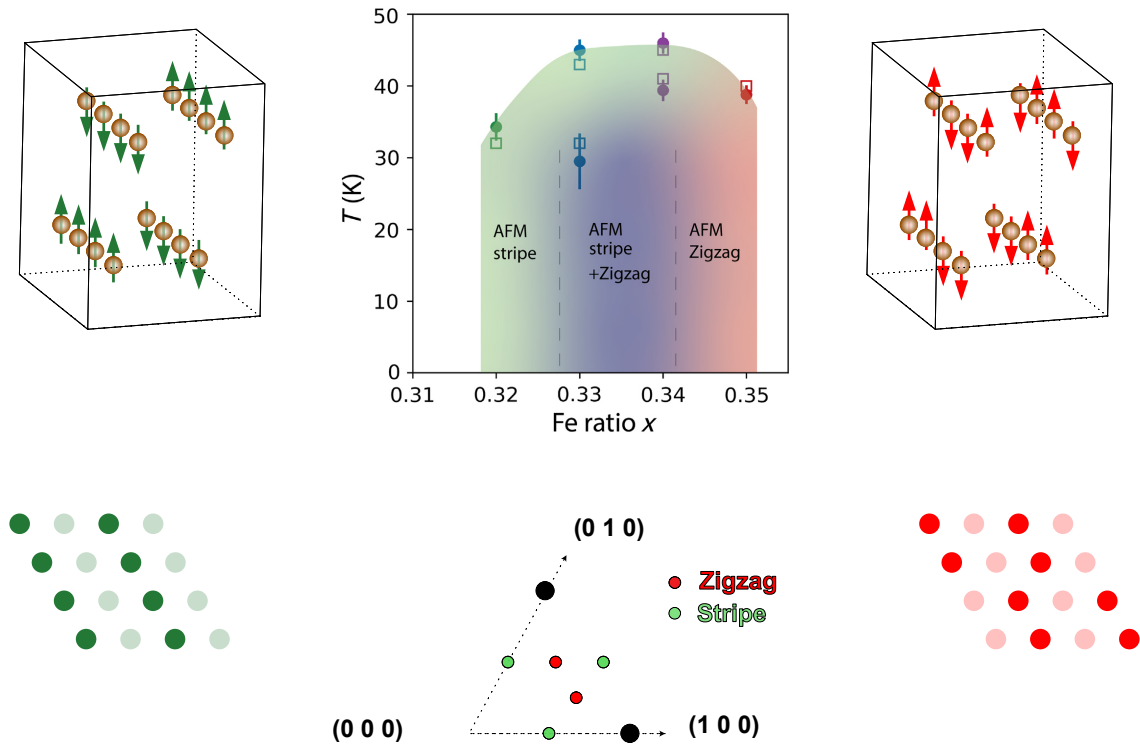 50
40
30
20
10
0
T (K)
AFM
stripe
AFM
stripe
+Zigzag
AFM
Zigzag
0.31 0.32 0.33 0.34 0.35
Fe ratio x
(0 1 0)
Zigzag
Stripe
(0 0 0)
(1 0 0)